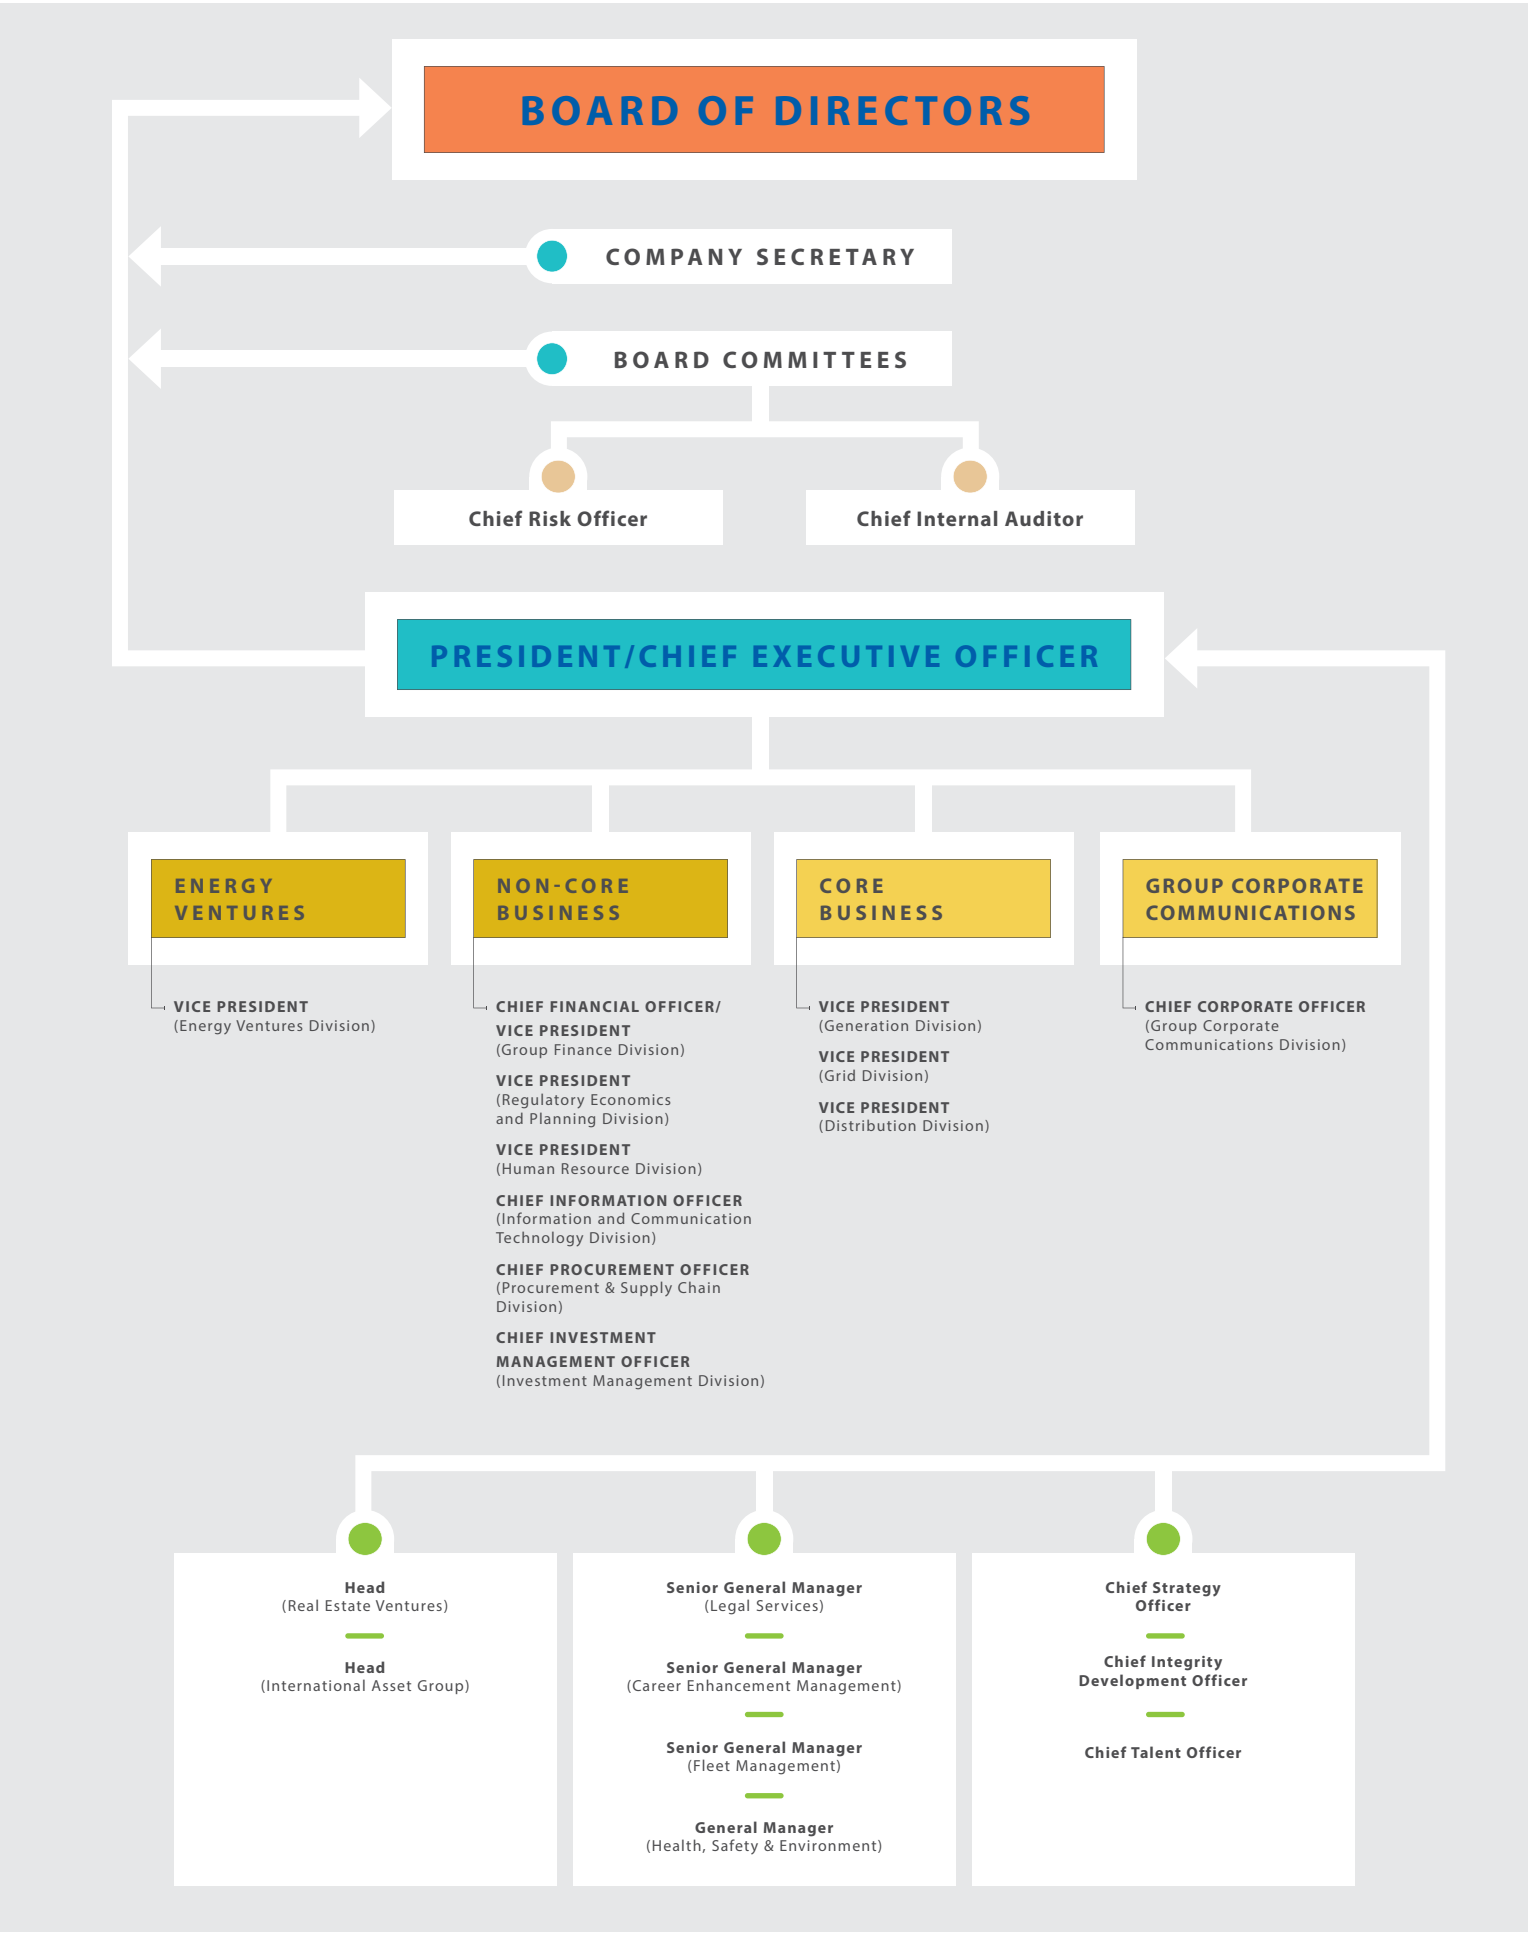 BOARD OF DIRECTORS
COMPANY SECRETARY
BOARD COMMITTEES
Chief Risk Officer
Chief Internal Auditor
PRESIDENT/CHIEF EXECUTIVE OFFICER
ENERGY
VENTURES
VICE PRESIDENT
(Energy Ventures Division)
NON-CORE
BUSINESS
CHIEF FINANCIAL OFFICER/
VICE PRESIDENT
(Group Finance Division)
VICE PRESIDENT
(Regulatory Economics
and Planning Division)
VICE PRESIDENT
(Human Resource Division)
CHIEF INFORMATION OFFICER
(Information and Communication
Technology Division)
CHIEF PROCUREMENT OFFICER
(Procurement & Supply Chain
Division)
CHIEF INVESTMENT
MANAGEMENT OFFICER
(Investment Management Division)
CORE
BUSINESS
VICE PRESIDENT
(Generation Division)
VICE PRESIDENT
(Grid Division)
VICE PRESIDENT
(Distribution Division)
GROUP CORPORATE
COMMUNICATIONS
CHIEF CORPORATE OFFICER
(Group Corporate
Communications Division)
Head
(Real Estate Ventures)
Head
(International Asset Group)
Senior General Manager
(Legal Services)
Senior General Manager
(Career Enhancement Management)
Senior General Manager
(Fleet Management)
General Manager
(Health, Safety & Environment)
Chief Strategy
Officer
Chief Integrity
Development Officer
Chief Talent Officer